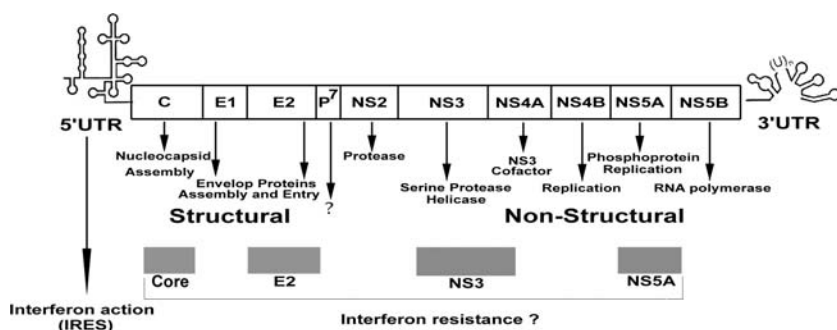 (U)n
C E1 E2 P7 NS2 NS3 NS4A NS4B NS5A NS5B
5'UTR 3'UTR
Nucleocapsid
Assembly
Envelop Proteins
Assembly and Entry
?
Protease
Serine Protease
Helicase
NS3
Cofactor
Replication
Phosphoprotein
Replication
RNA polymerase
Structural Non-Structural
Core E2 NS3 NS5A
Interferon action
(IRES)
Interferon resistance ?